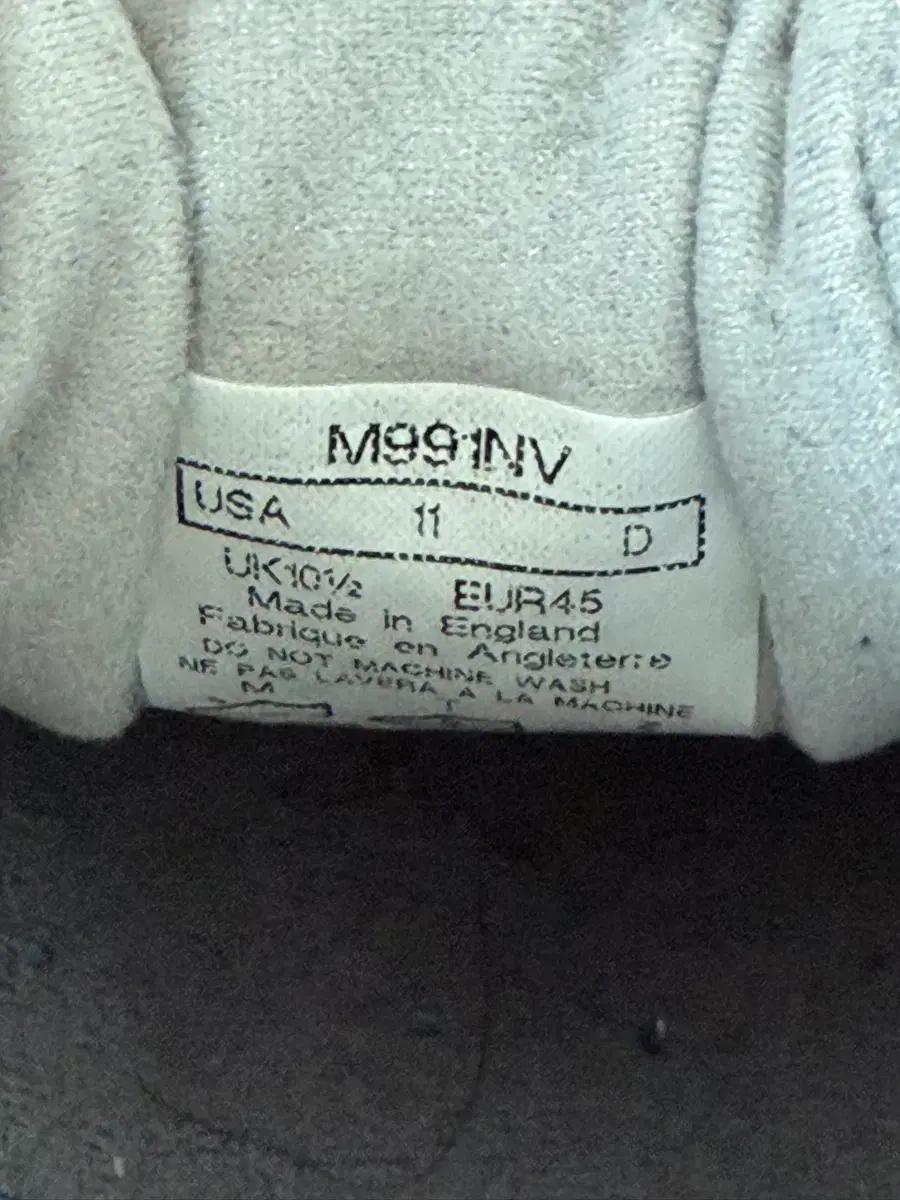 M991NV
USA 11 D
UK10½ EUR45
Made in England
Fabrique en Angleterre
DO NOT MACHINE WASH
NE PAS LAVERA A LA MACHINE
M